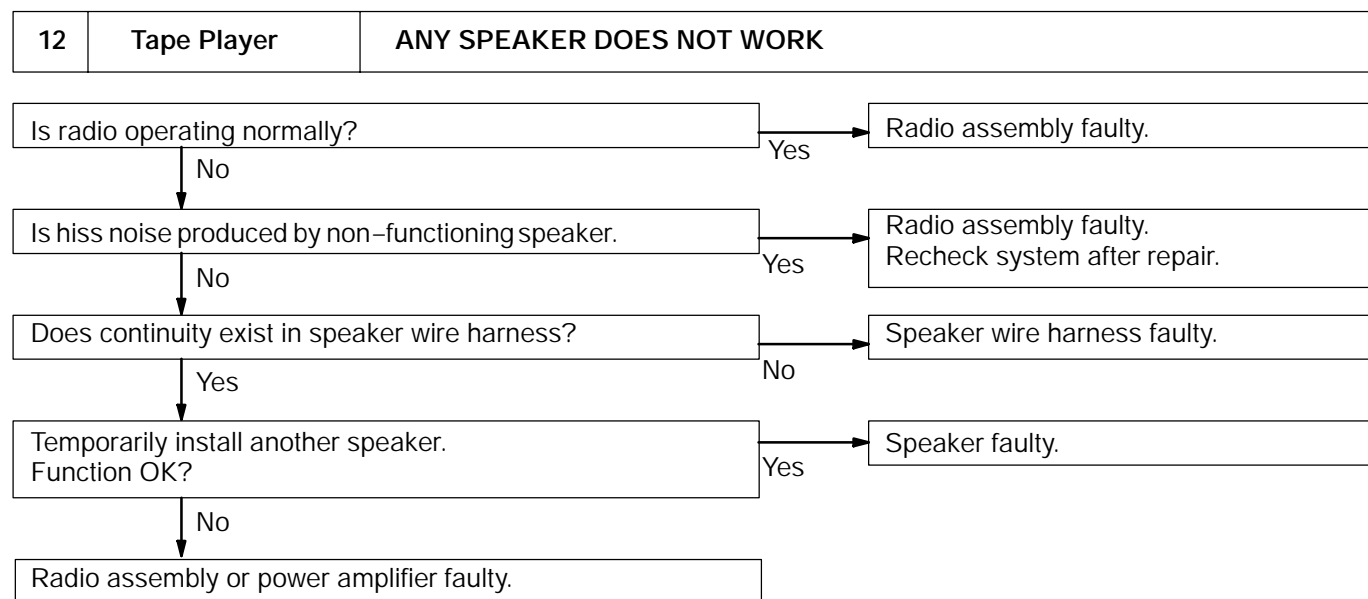 12 Tape Player ANY SPEAKER DOES NOT WORK
Is radio operating normally?
Yes
Radio assembly faulty.
No
Is hiss noise produced by non–functioning speaker.
Yes
Radio assembly faulty.
Recheck system after repair.
No
Does continuity exist in speaker wire harness?
No
Speaker wire harness faulty.
Yes
Temporarily install another speaker.
Function OK?
Yes
Speaker faulty.
No
Radio assembly or power amplifier faulty.